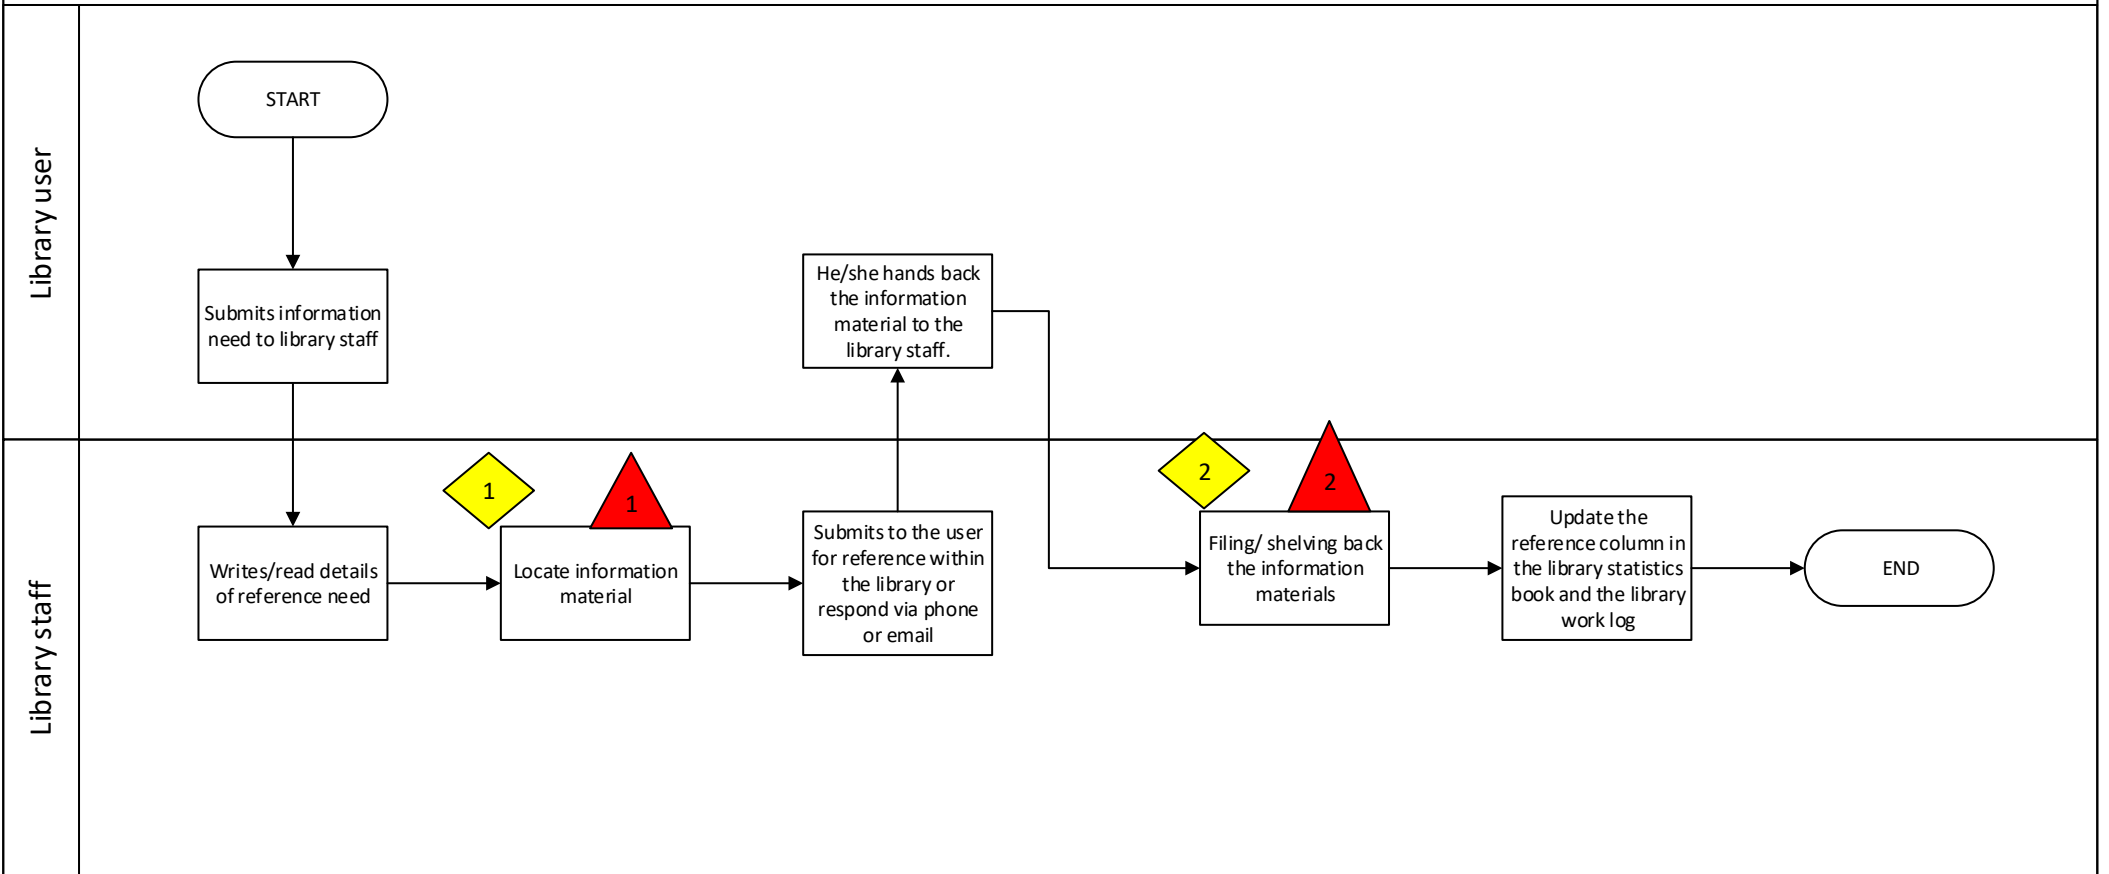 Library user
START
Submits information
need to library staff
He/she hands back
the information
material to the
library staff.
Library staff
Writes/read details
of reference need
1
1
Locate information
material
Submits to the user
for reference within
the library or
respond via phone
or email
2
2
Filing/ shelving back
the information
materials
Update the
reference column in
the library statistics
book and the library
work log
END